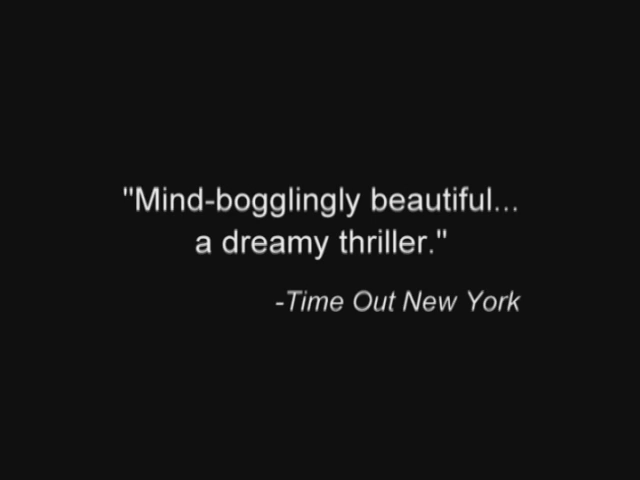 "Mind-bogglingly beautiful...
a dreamy thriller."
-Time Out New York